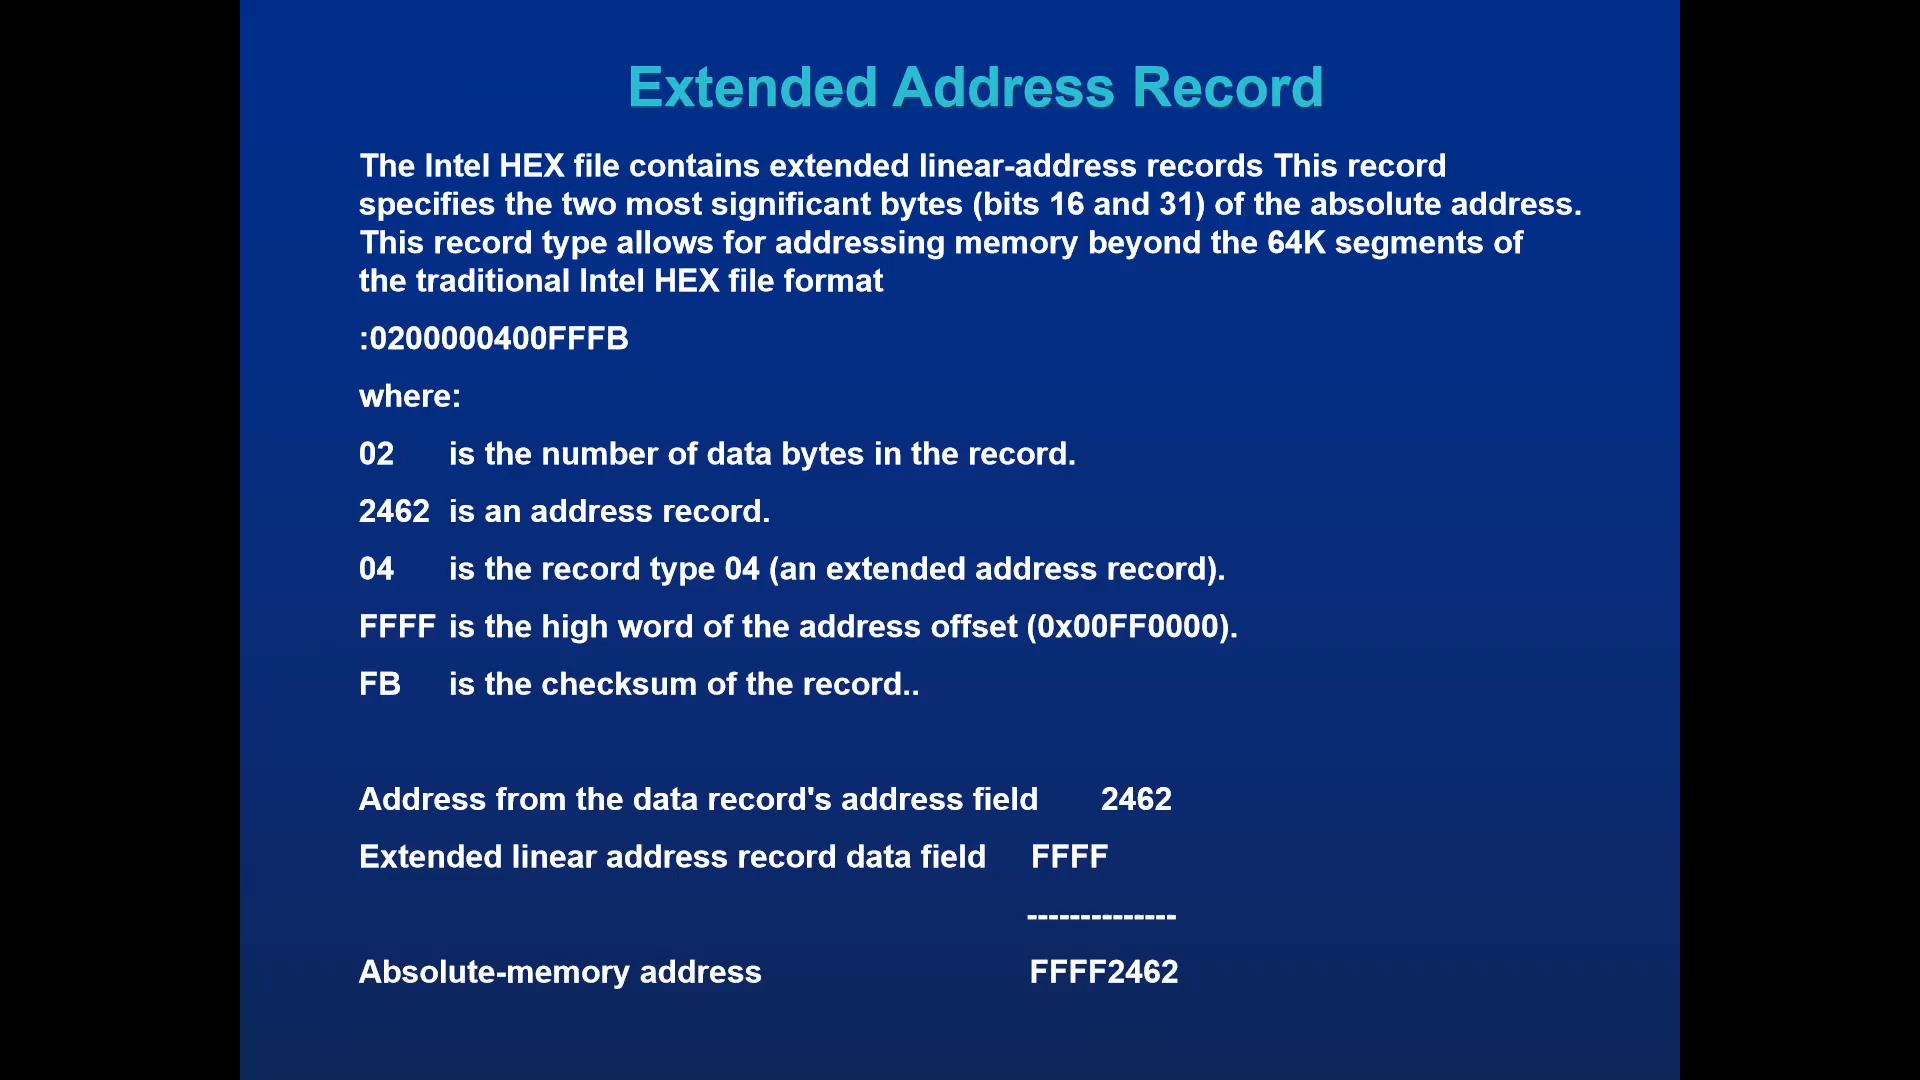 Extended Address Record
The Intel HEX file contains extended linear-address records This record
specifies the two most significant bytes (bits 16 and 31) of the absolute address.
This record type allows for addressing memory beyond the 64K segments of
the traditional Intel HEX file format
:0200000400FFFB
where:
02 is the number of data bytes in the record.
2462 is an address record.
04 is the record type 04 (an extended address record).
FFFF is the high word of the address offset (0x00FF0000).
FB is the checksum of the record..
Address from the data record's address field 2462
Extended linear address record data field FFFF
--------------
Absolute-memory address FFFF2462